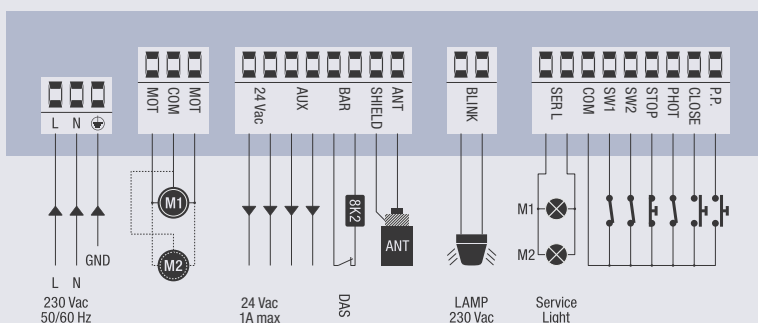 L N
MOT COM MOT
24 Vac AUX BAR SHIELD ANT
BLINK
SER L COM SW1 SW2 STOP PHOT CLOSE P.P.
M1
M2
8K2
ANT
M1
M2
GND
L N
230 Vac
50/60 Hz
24 Vac
1A max
DAS
LAMP
230 Vac
Service
Light